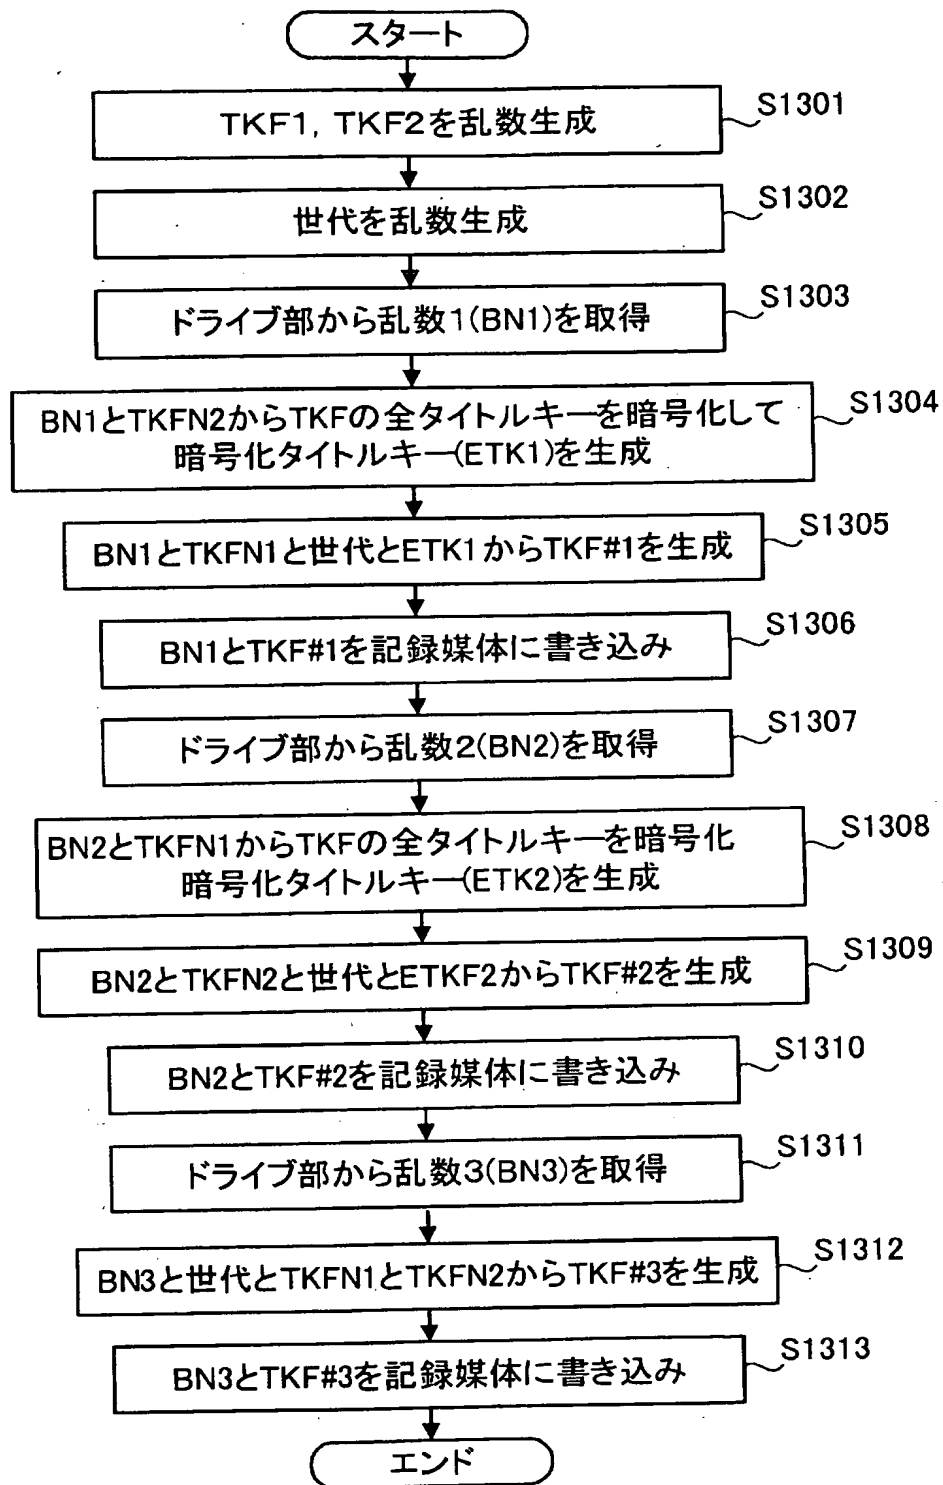 スタート
TKF1, TKF2を乱数生成
S1301
世代を乱数生成
S1302
ドライブ部から乱数1(BN1)を取得
S1303
BN1とTKFN2からTKFの全タイトルキーを暗号化して
暗号化タイトルキー(ETK1)を生成
S1304
BN1とTKFN1と世代とETK1からTKF#1を生成
S1305
BN1とTKF#1を記録媒体に書き込み
S1306
ドライブ部から乱数2(BN2)を取得
S1307
BN2とTKFN1からTKFの全タイトルキーを暗号化
暗号化タイトルキー(ETK2)を生成
S1308
BN2とTKFN2と世代とETKF2からTKF#2を生成
S1309
BN2とTKF#2を記録媒体に書き込み
S1310
ドライブ部から乱数3(BN3)を取得
S1311
BN3と世代とTKFN1とTKFN2からTKF#3を生成
S1312
BN3とTKF#3を記録媒体に書き込み
S1313
エンド